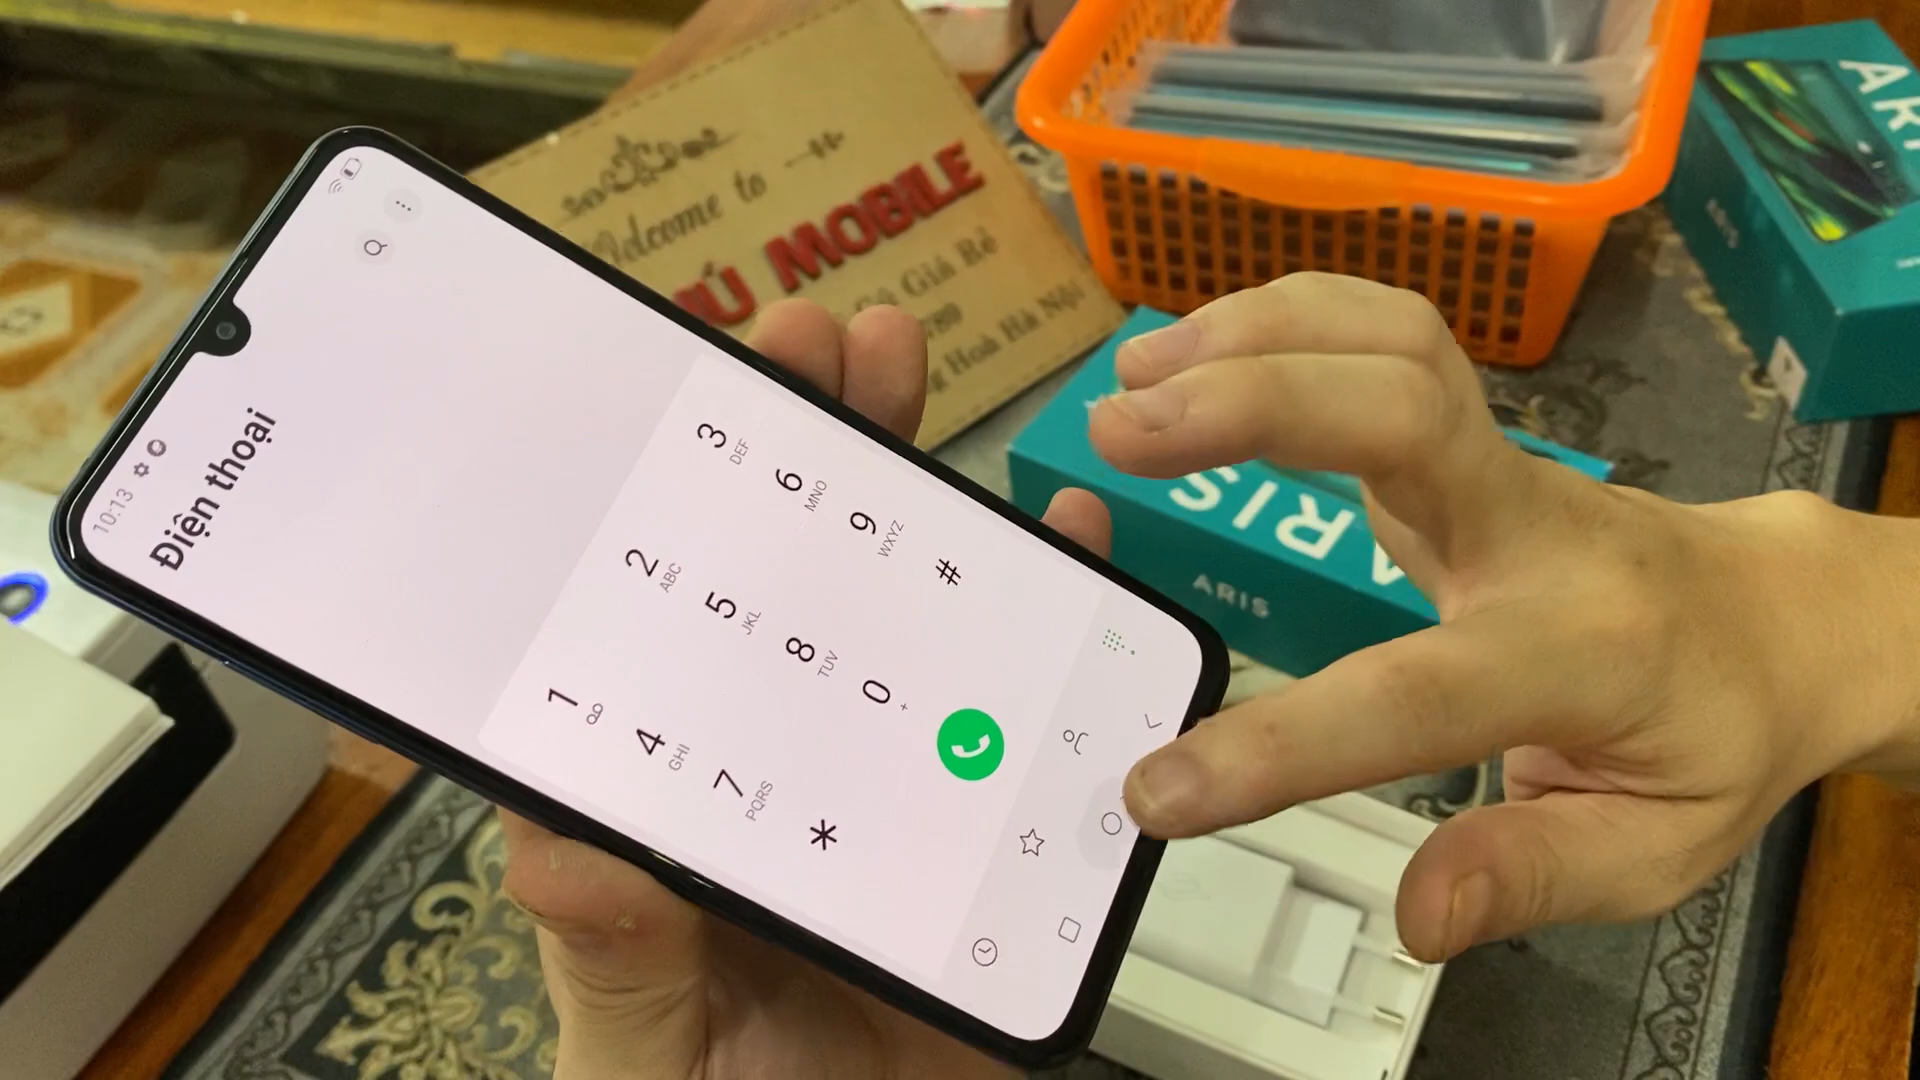 10:13
Điện thoại
1
2 ABC
3 DEF
4 GHI
5 JKL
6 MNO
7 PQRS
8 TUV
9 WXYZ
*
0 +
#
Welcome to
MOBILE
Giá Rẻ
Hoà Hà Nội
ARIS
ARIS